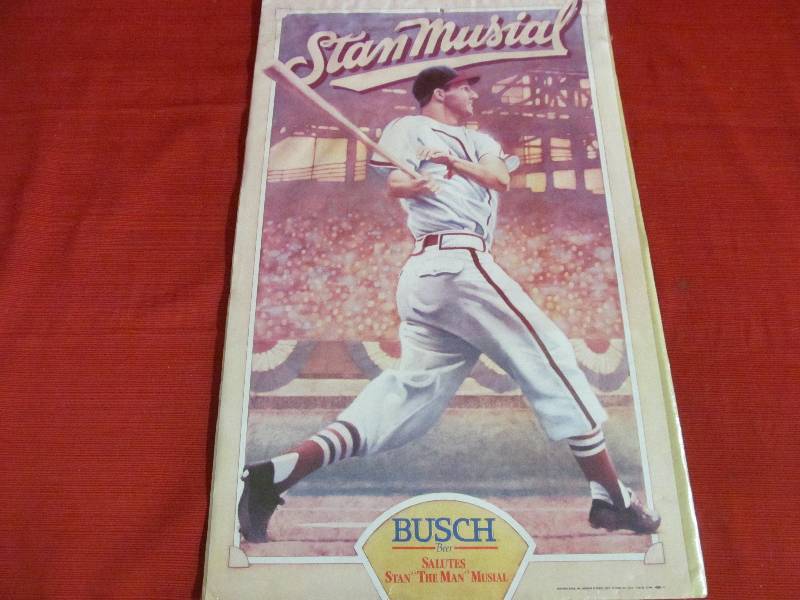 Stan Musial
BUSCH
Beer
SALUTES
STAN "THE MAN" MUSIAL